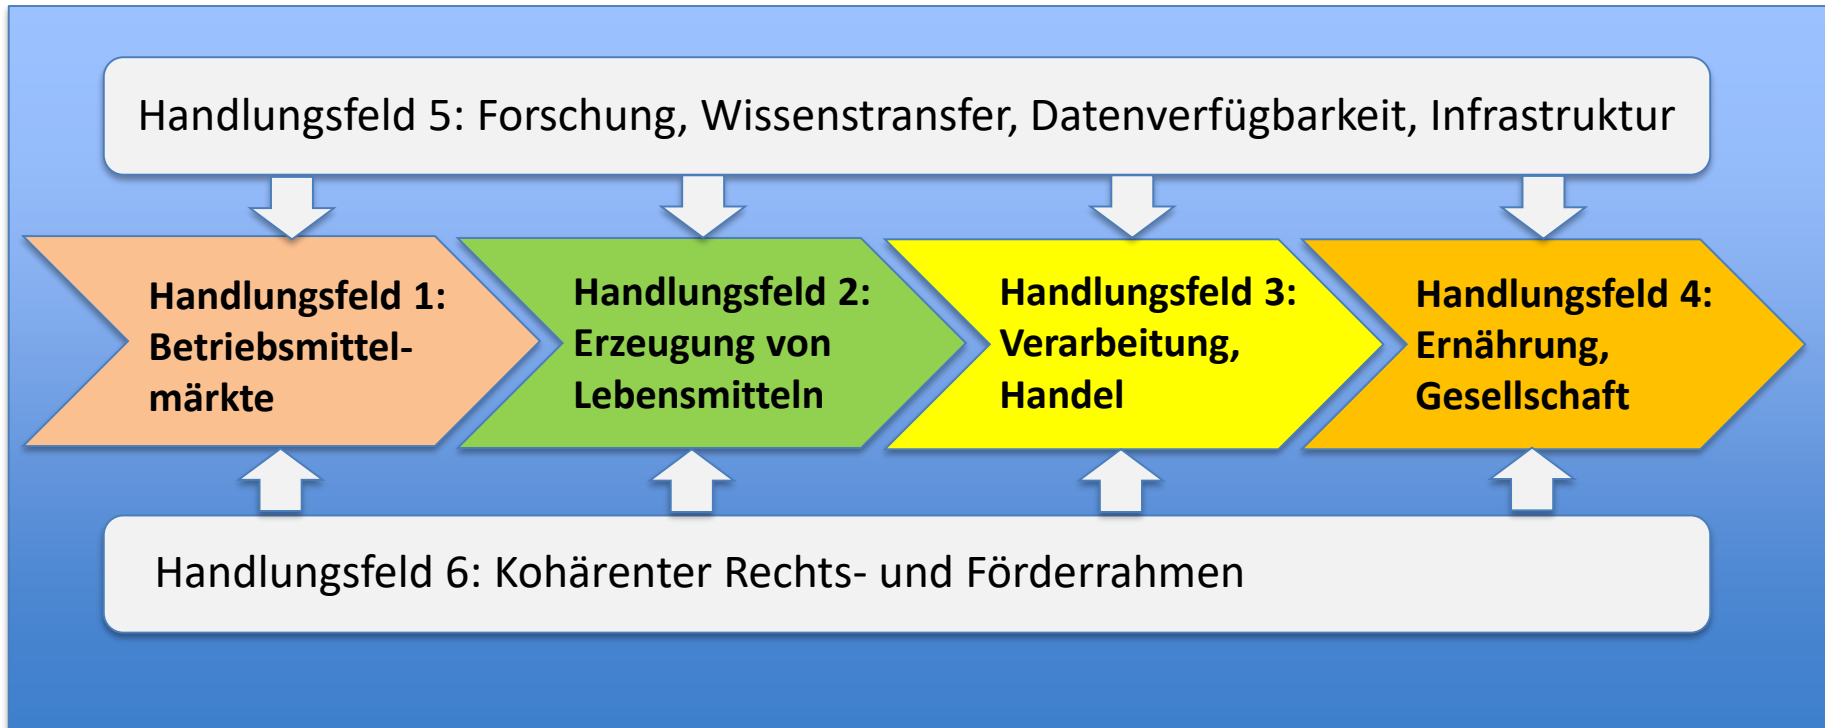 Handlungsfeld 5: Forschung, Wissenstransfer, Datenverfügbarkeit, Infrastruktur
Handlungsfeld 1:
Betriebsmittel-
märkte
Handlungsfeld 2:
Erzeugung von
Lebensmitteln
Handlungsfeld 3:
Verarbeitung,
Handel
Handlungsfeld 4:
Ernährung,
Gesellschaft
Handlungsfeld 6: Kohärenter Rechts- und Förderrahmen